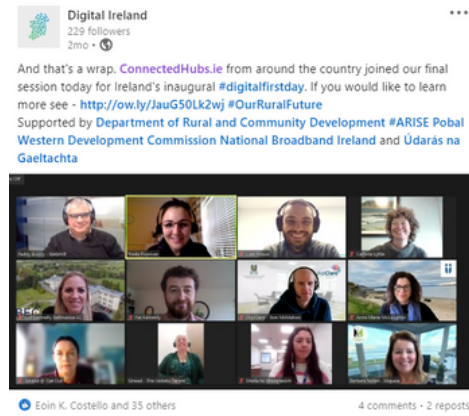 Digital Ireland
229 followers
2mo •
And that's a wrap. ConnectedHubs.ie from around the country joined our final
session today for Ireland's inaugural #digitalfirstday. If you would like to learn
more see - http://ow.ly/JauG50Lk2wj #OurRuralFuture
Supported by Department of Rural and Community Development #ARISE Pobal
Western Development Commission National Broadband Ireland and Údarás na
Gaeltachta
Eoin K. Costello and 35 others
4 comments • 2 reposts